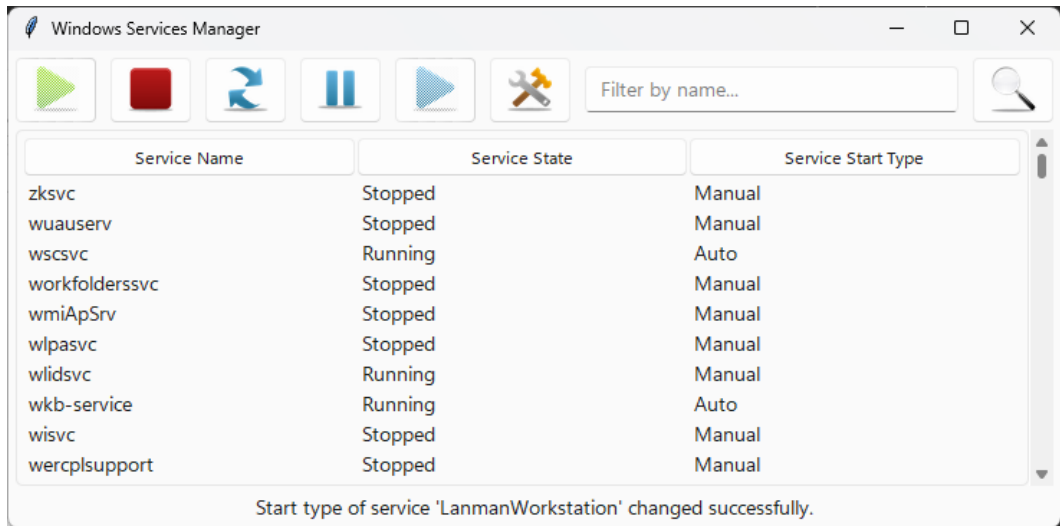 Windows Services Manager
Filter by name...
Service Name Service State Service Start Type
zksvc Stopped Manual
wuauserv Stopped Manual
wscsvc Running Auto
workfolderssvc Stopped Manual
wmiApSrv Stopped Manual
wlpasvc Stopped Manual
wlidsvc Running Manual
wkb-service Running Auto
wisvc Stopped Manual
wercplsupport Stopped Manual
Start type of service 'LanmanWorkstation' changed successfully.